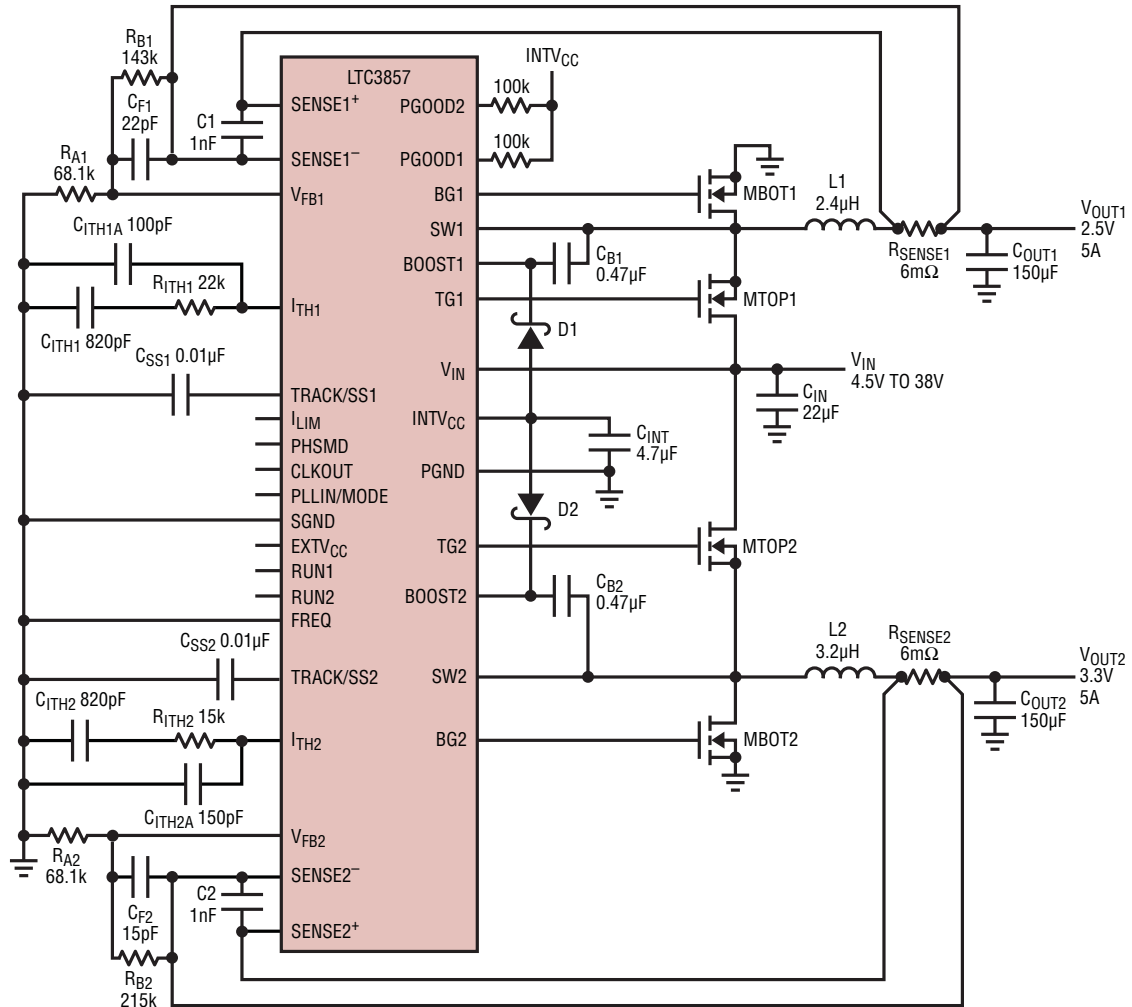 RB1
143k
CF1
22pF
RA1
68.1k
C1
1nF
LTC3857
SENSE1+
SENSE1−
VFB1
ITH1
TRACK/SS1
ILIM
PHSMD
CLKOUT
PLLIN/MODE
SGND
EXTVCC
RUN1
RUN2
FREQ
TRACK/SS2
ITH2
VFB2
SENSE2−
SENSE2+
PGOOD2
PGOOD1
BG1
SW1
BOOST1
TG1
VIN
INTVCC
PGND
TG2
BOOST2
SW2
BG2
CITH1A 100pF
RITH1 22k
CITH1 820pF
CSS1 0.01µF
CSS2 0.01µF
CITH2 820pF
RITH2 15k
CITH2A 150pF
RA2
68.1k
CF2
15pF
RB2
215k
C2
1nF
INTVCC
100k
100k
MBOT1
L1
2.4µH
CB1
0.47µF
MTOP1
RSENSE1
6mΩ
VOUT1
2.5V
5A
COUT1
150µF
D1
VIN
4.5V TO 38V
CIN
22µF
CINT
4.7µF
D2
MTOP2
CB2
0.47µF
L2
3.2µH
RSENSE2
6mΩ
VOUT2
3.3V
5A
COUT2
150µF
MBOT2